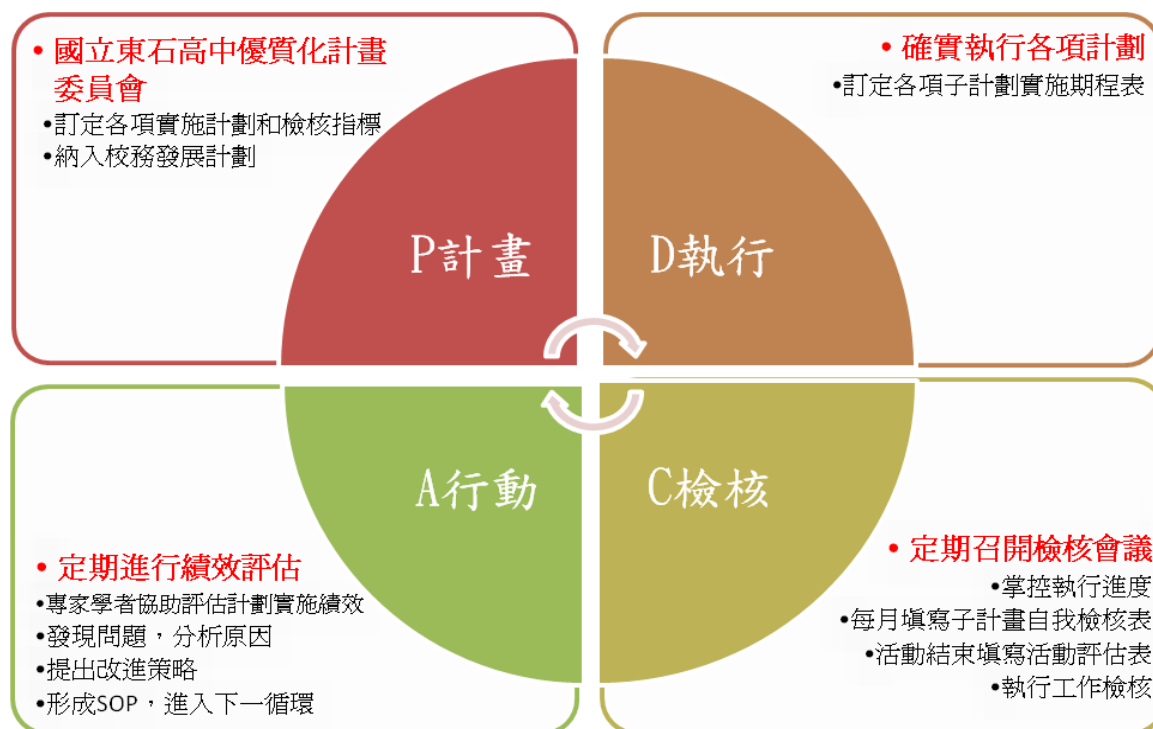 • 國立東石高中優質化計畫
委員會
•訂定各項實施計劃和檢核指標
•納入校務發展計劃
P計畫
• 確實執行各項計劃
•訂定各項子計劃實施期程表
D執行
A行動
• 定期進行績效評估
•專家學者協助評估計劃實施績效
•發現問題，分析原因
•提出改進策略
•形成SOP，進入下一循環
C檢核
• 定期召開檢核會議
•掌控執行進度
•每月填寫子計畫自我檢核表
•活動結束填寫活動評估表
•執行工作檢核